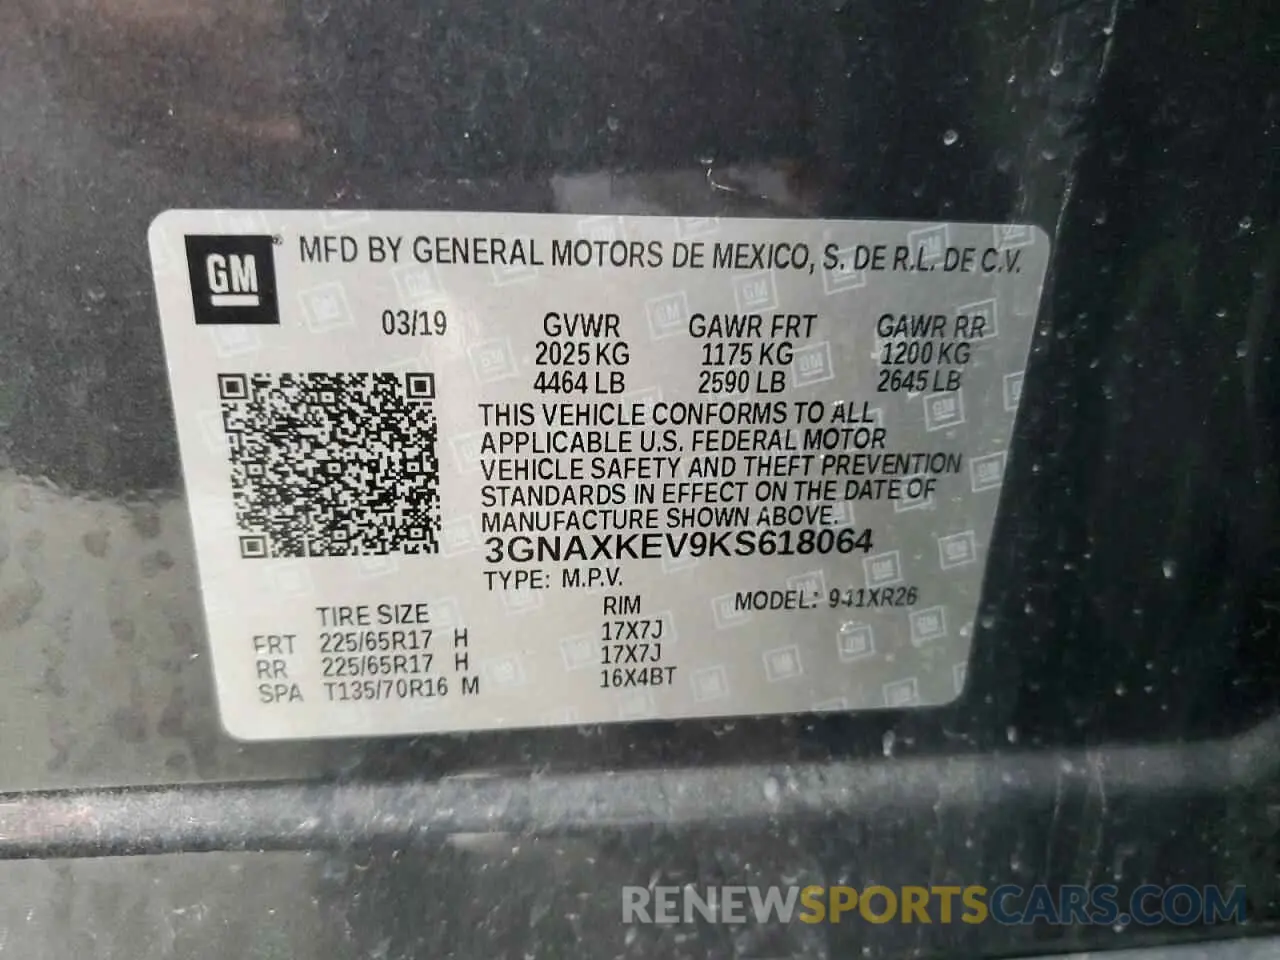 GM® MFD BY GENERAL MOTORS DE MEXICO, S. DE R.L. DE C.V.
03/19 GVWR GAWR FRT GAWR RR
2025 KG 1175 KG 1200 KG
4464 LB 2590 LB 2645 LB
THIS VEHICLE CONFORMS TO ALL
APPLICABLE U.S. FEDERAL MOTOR
VEHICLE SAFETY AND THEFT PREVENTION
STANDARDS IN EFFECT ON THE DATE OF
MANUFACTURE SHOWN ABOVE.
3GNAXKEV9KS618064
TYPE: M.P.V.
TIRE SIZE RIM MODEL:
FRT 225/65R17 H 17X7J
RR 225/65R17 H 17X7J
SPA T135/70R16 M 16X4BT
RENEWSPORTSCARS.COM